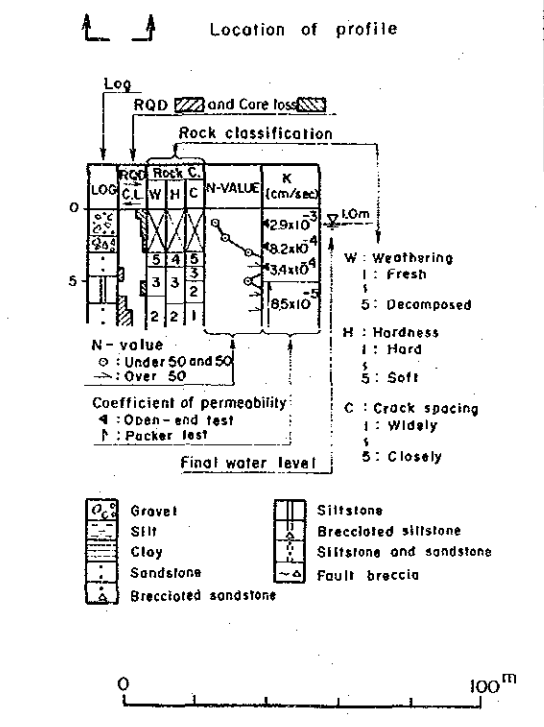 Location of profile
Log
RQD and Core loss
Rock classification
LOG RQD C.L. Rock C. N-VALUE K (cm/sec)
W H C
0
2.9x10-3
1.0m
8.2x10-4
5 4 5
3.4x10-4
3
5
3 3
2
8.5x10-5
2 2 1
W : Weathering
1 : Fresh
5 : Decomposed
H : Hardness
1 : Hard
5 : Soft
C : Crack spacing
1 : Widely
5 : Closely
N-value
: Under 50 and 50
: Over 50
Coefficient of permeability
: Open-end test
: Packer test
Final water level
Gravel
Silt
Clay
Sandstone
Brecciated sandstone
Siltstone
Brecciated siltstone
Siltstone and sandstone
Fault breccia
0 100m